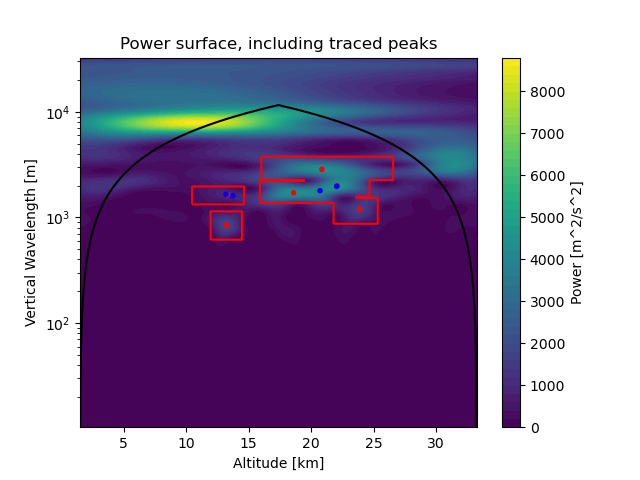 Power surface, including traced peaks
Vertical Wavelength [m]
10^4
10^3
10^2
5 10 15 20 25 30
Altitude [km]
8000
7000
6000
5000
4000
3000
2000
1000
0
Power [m^2/s^2]